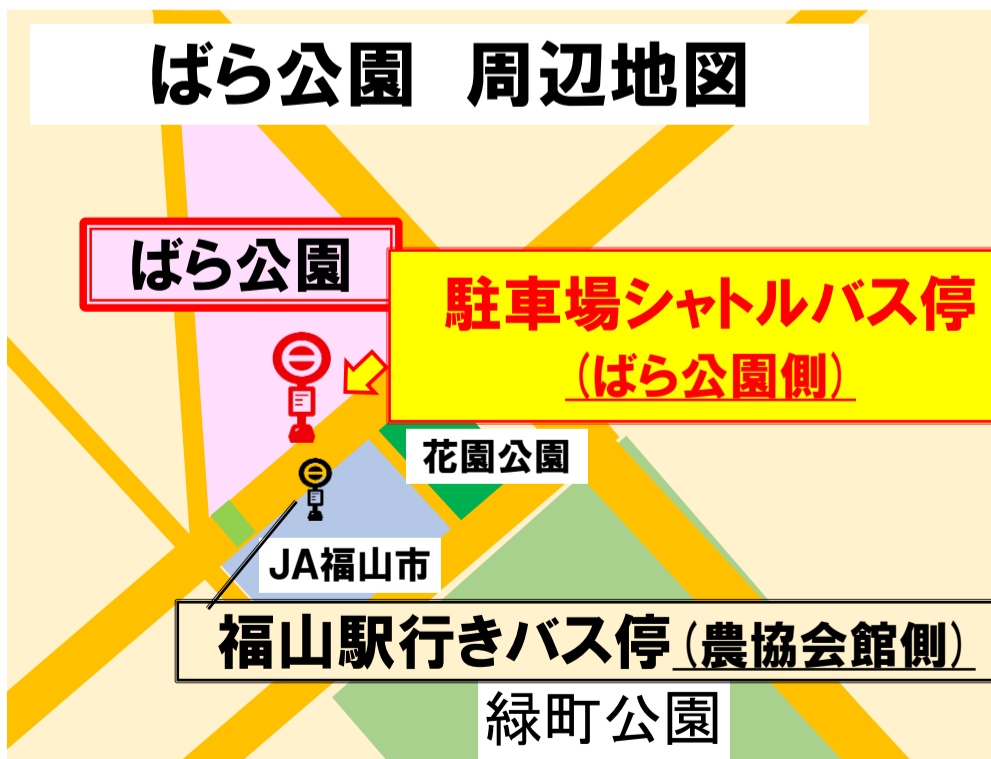 ばら公園　周辺地図
ばら公園
駐車場シャトルバス停
（ばら公園側）
花園公園
JA福山市
福山駅行きバス停（農協会館側）
緑町公園